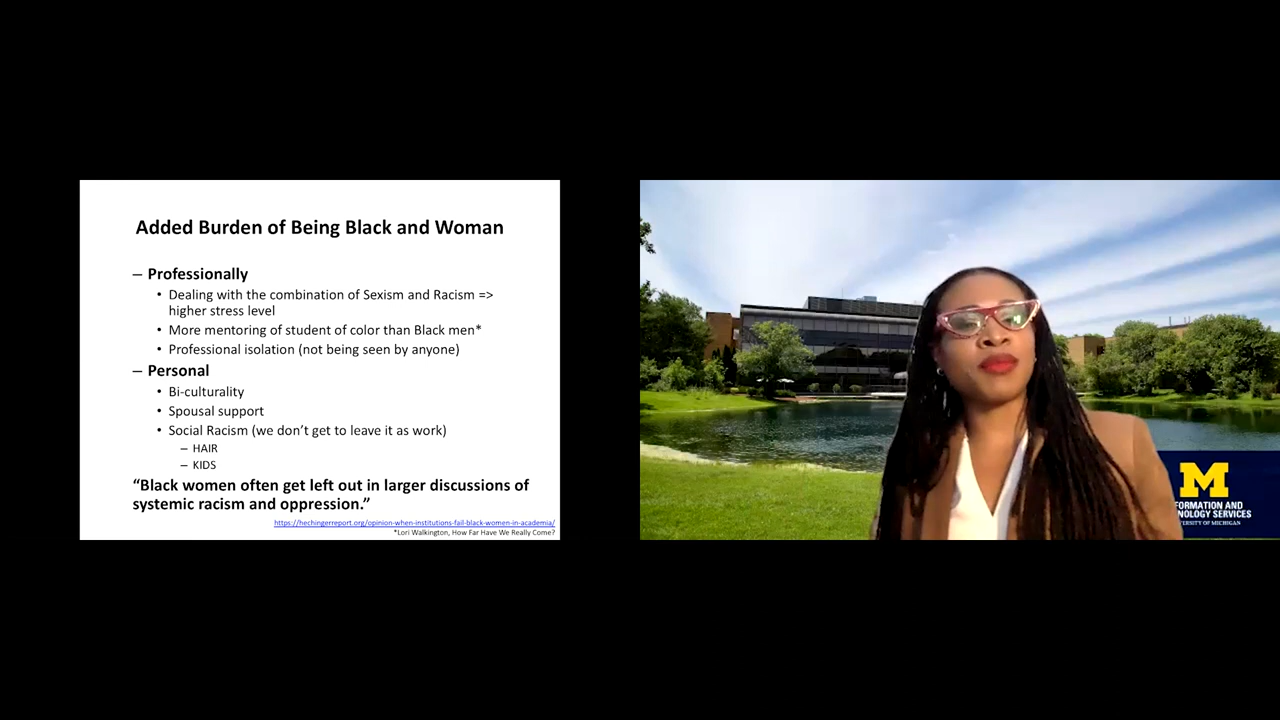 Added Burden of Being Black and Woman
– Professionally
• Dealing with the combination of Sexism and Racism =>
higher stress level
• More mentoring of student of color than Black men*
• Professional isolation (not being seen by anyone)
– Personal
• Bi-culturality
• Spousal support
• Social Racism (we don’t get to leave it as work)
– HAIR
– KIDS
“Black women often get left out in larger discussions of
systemic racism and oppression.”
https://hechingerreport.org/opinion-when-institutions-fail-black-women-in-academia/
*Lori Walkington, How Far Have We Really Come?
M
FORMATION AND
NOLOGY SERVICES
VERSITY OF MICHIGAN